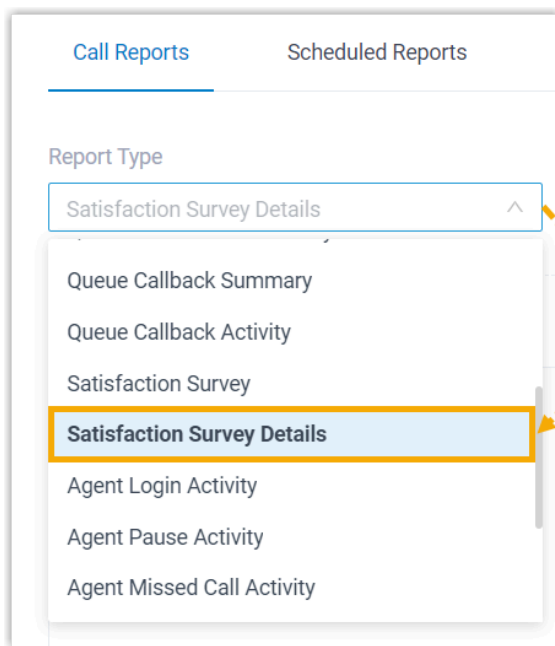 Call Reports Scheduled Reports
Report Type
Satisfaction Survey Details
Queue Callback Summary
Queue Callback Activity
Satisfaction Survey
Satisfaction Survey Details
Agent Login Activity
Agent Pause Activity
Agent Missed Call Activity